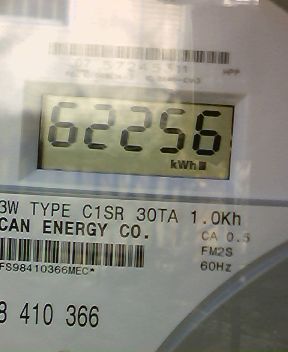 62256
kWh
3W TYPE C1SR 30TA 1.0Kh
CAN ENERGY CO. CA 0.5
FM2S
FS98410366MEC* 60Hz
8 410 366